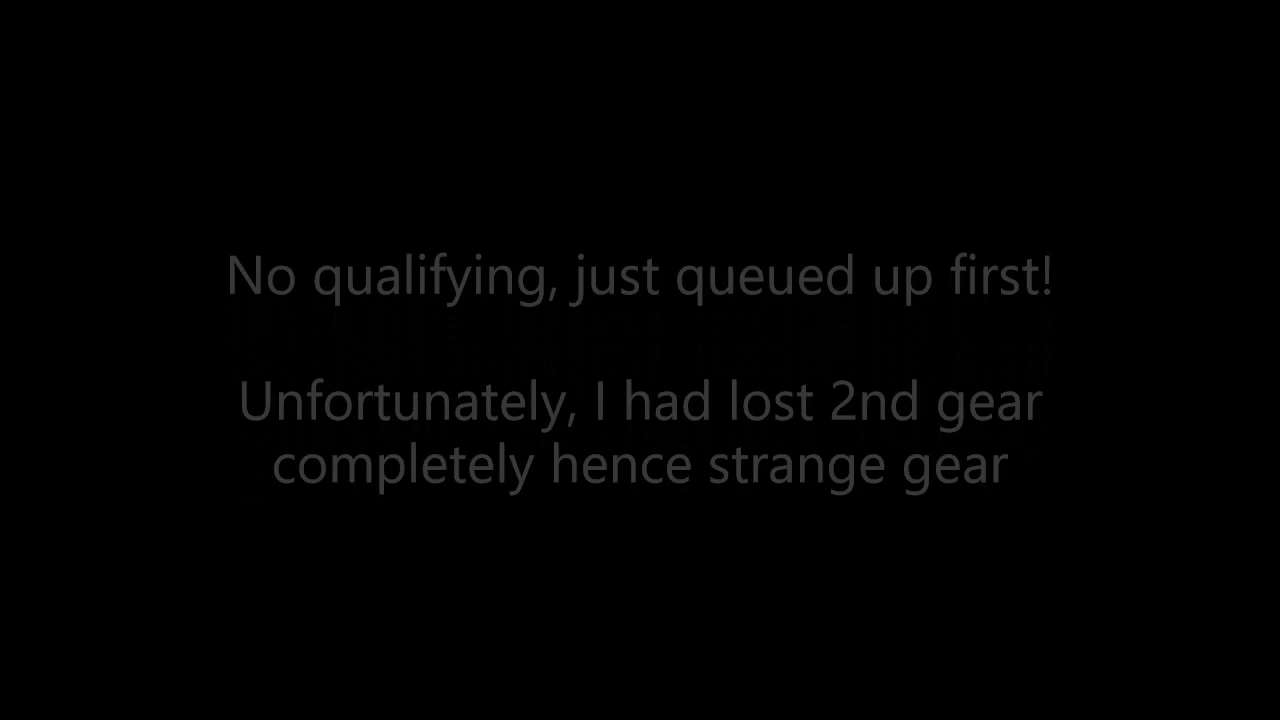 No qualifying, just queued up first!
Unfortunately, I had lost 2nd gear
completely hence strange gear